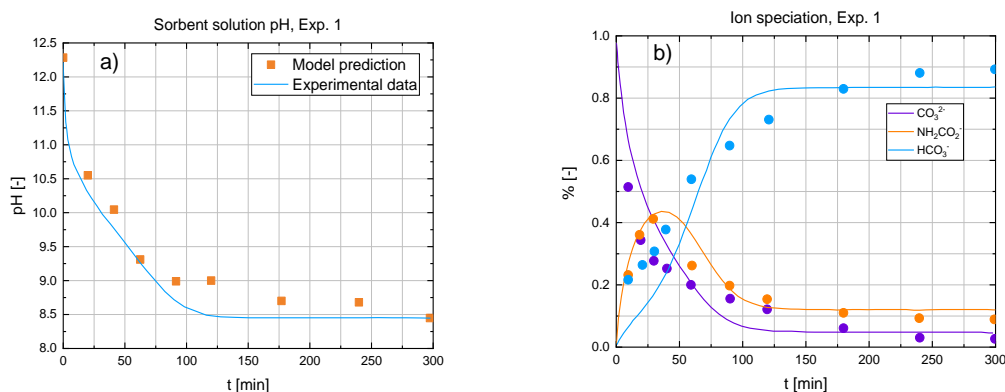 Sorbent solution pH, Exp. 1
a)
Model prediction
Experimental data
12.5
12.0
11.5
11.0
10.5
10.0
9.5
9.0
8.5
8.0
pH [-]
0 50 100 150 200 250 300
t [min]
Ion speciation, Exp. 1
b)
CO₃²⁻
NH₂CO₂⁻
HCO₃⁻
1.0
0.8
0.6
0.4
0.2
0.0
% [-]
0 50 100 150 200 250 300
t [min]